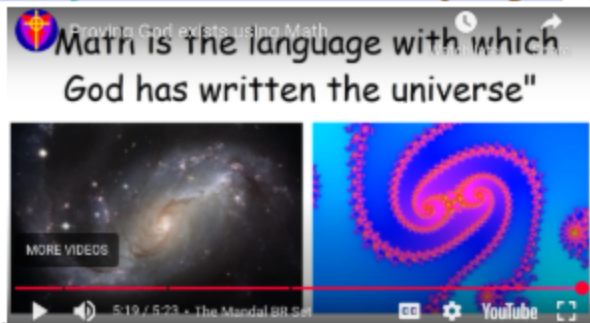 Proving God exists using Math
Math is the language with which
God has written the universe"
MORE VIDEOS
5:19 / 5:23 • The Mandal BR Set
CC
YouTube